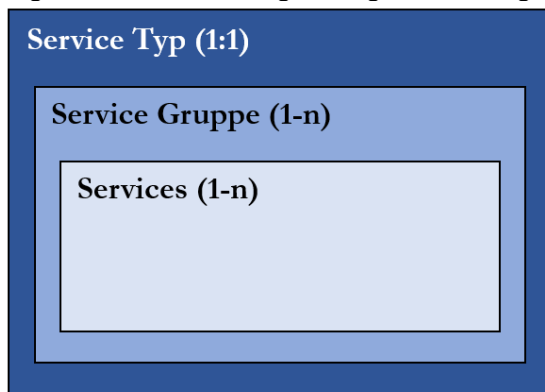 Service Typ (1:1)
Service Gruppe (1-n)
Services (1-n)